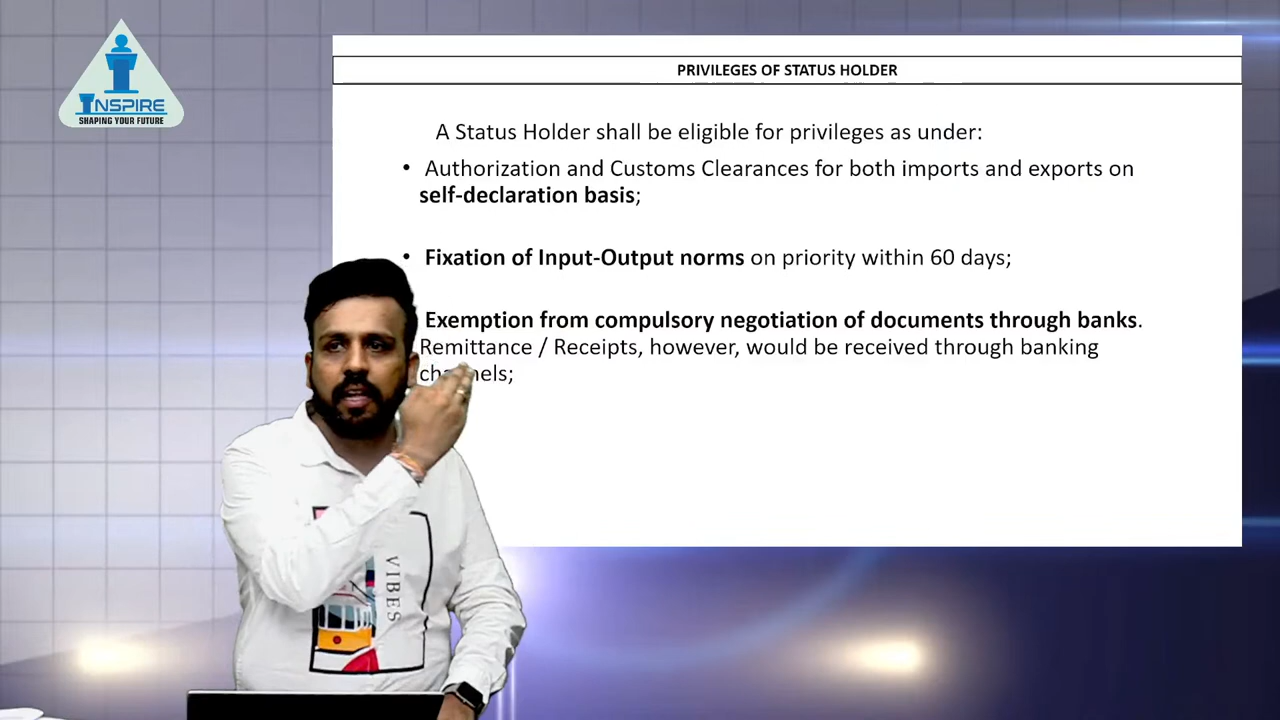 INSPIRE
SHAPING YOUR FUTURE
PRIVILEGES OF STATUS HOLDER
A Status Holder shall be eligible for privileges as under:
• Authorization and Customs Clearances for both imports and exports on
self-declaration basis;
• Fixation of Input-Output norms on priority within 60 days;
Exemption from compulsory negotiation of documents through banks.
Remittance / Receipts, however, would be received through banking
channels;
VIBES